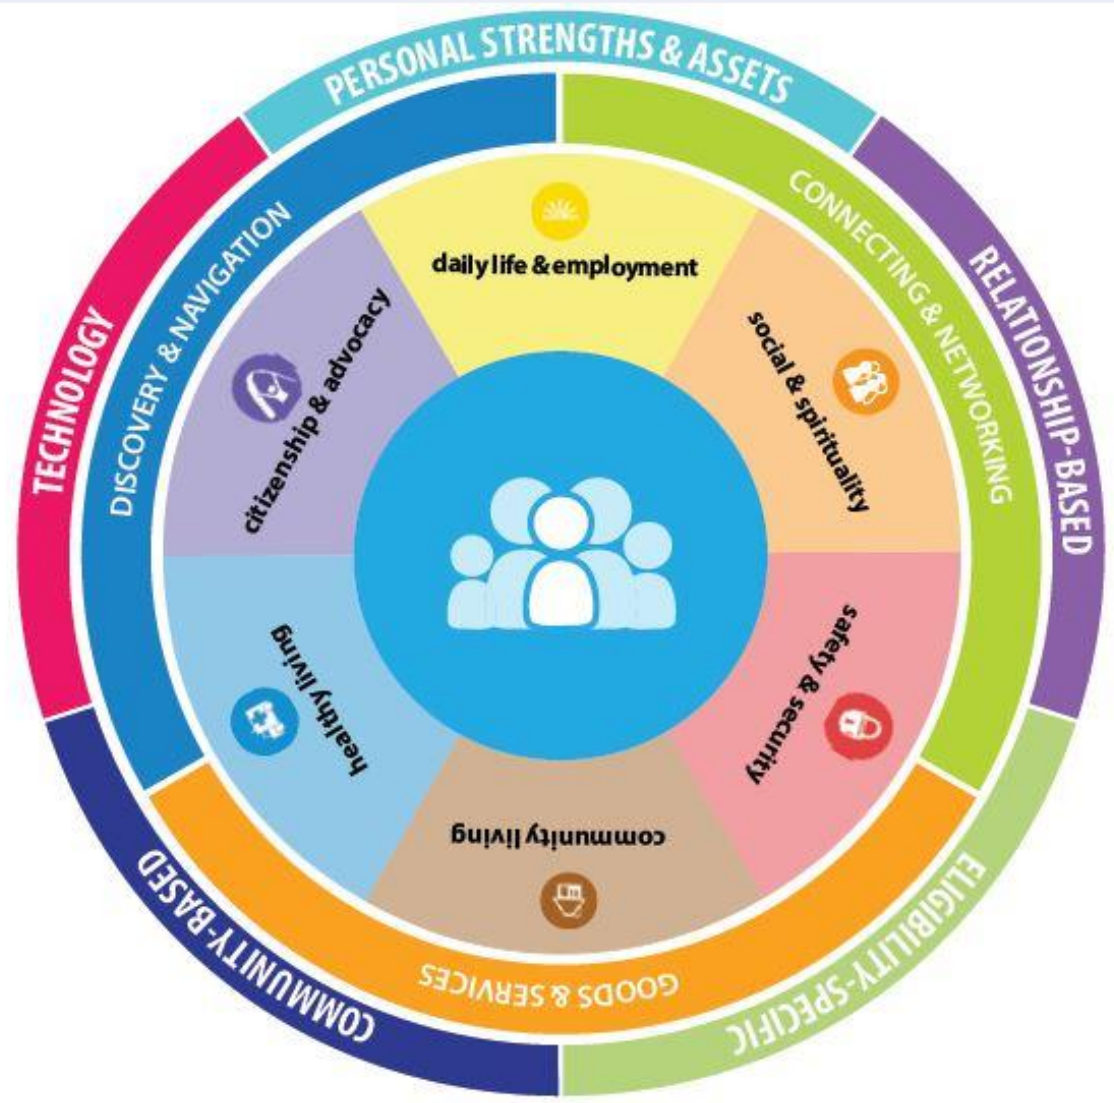 PERSONAL STRENGTHS & ASSETS
RELATIONSHIP-BASED
ELIGIBILITY-SPECIFIC
COMMUNITY-BASED
TECHNOLOGY
DISCOVERY & NAVIGATION
CONNECTING & NETWORKING
GOODS & SERVICES
daily life & employment
social & spirituality
safety & security
community living
healthy living
citizenship & advocacy